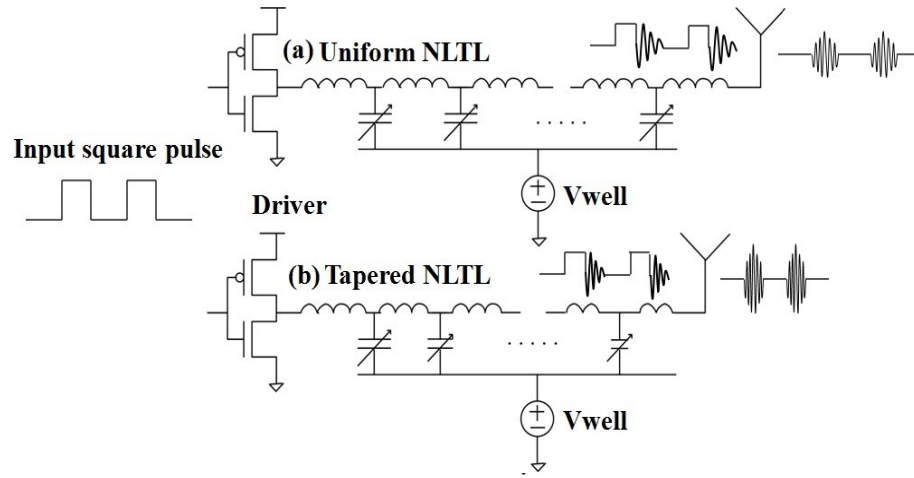 (a) Uniform NLTL
.....
Input square pulse
Vwell
Driver
(b) Tapered NLTL
.....
Vwell